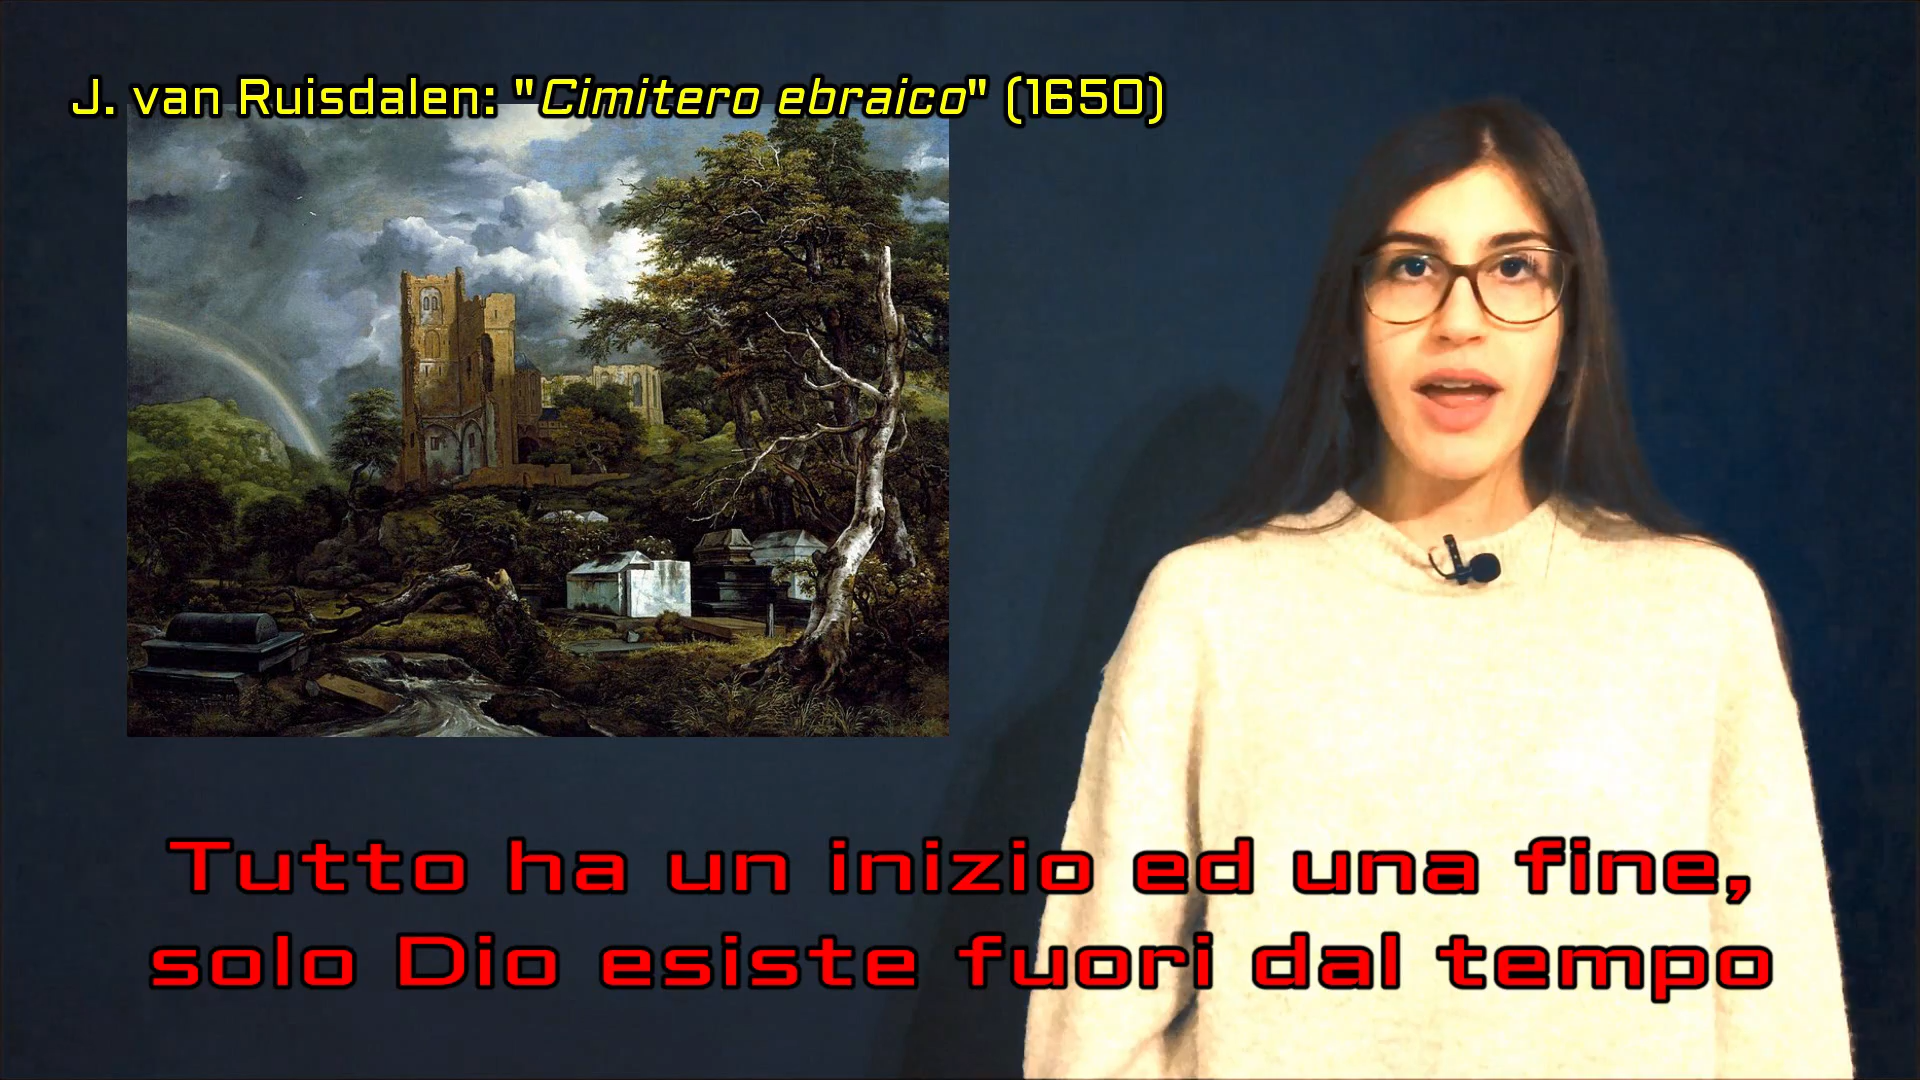 J. van Ruisdalen: "Cimitero ebraico" (1650)
Tutto ha un inizio ed una fine,
solo Dio esiste fuori dal tempo